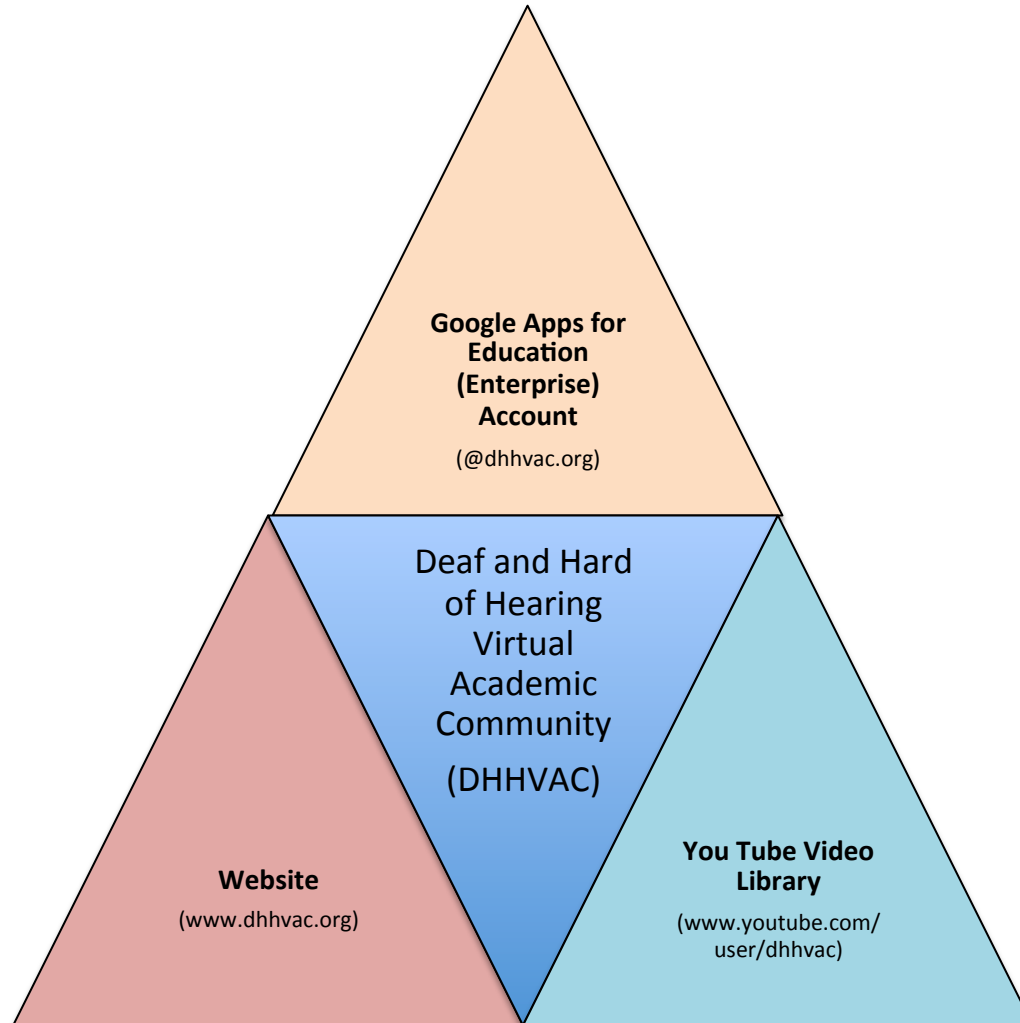 Google Apps for
Education
(Enterprise)
Account
(@dhhvac.org)
Deaf and Hard
of Hearing
Virtual
Academic
Community
(DHHVAC)
Website
(www.dhhvac.org)
You Tube Video
Library
(www.youtube.com/
user/dhhvac)